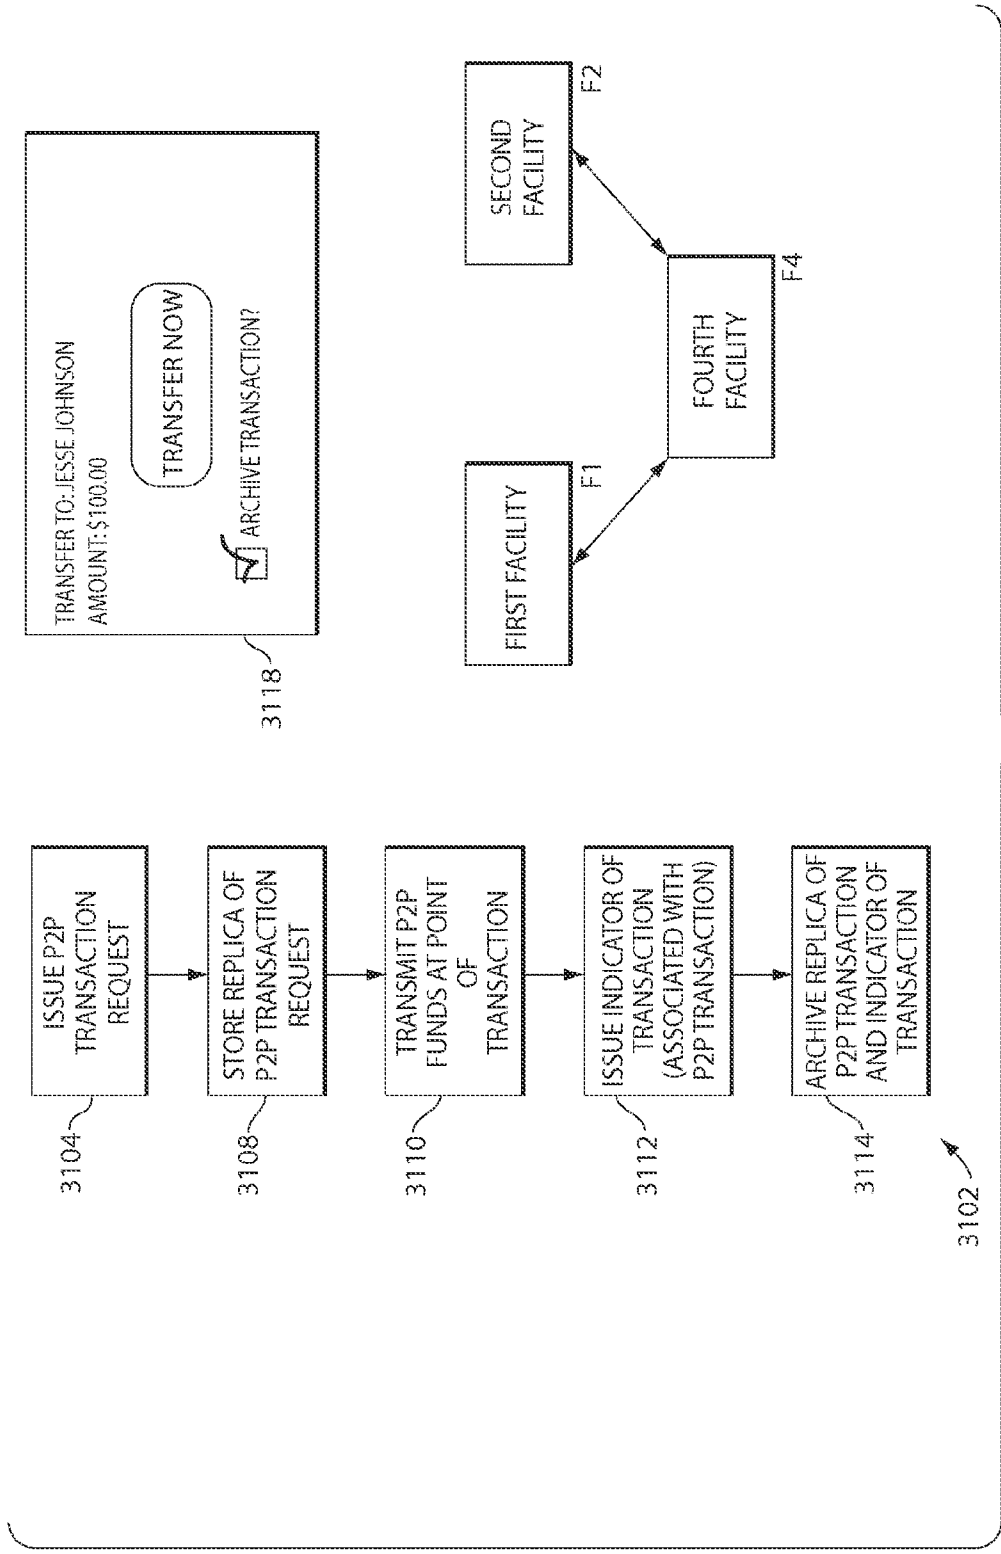 3104
ISSUE P2P
TRANSACTION
REQUEST
3108
STORE REPLICA OF
P2P TRANSACTION
REQUEST
3110
TRANSMIT P2P
FUNDS AT POINT
OF
TRANSACTION
3112
ISSUE INDICATOR OF
TRANSACTION
(ASSOCIATED WITH
P2P TRANSACTION)
3114
ARCHIVE REPLICA OF
P2P TRANSACTION
AND INDICATOR OF
TRANSACTION
3102
TRANSFER TO: JESSE JOHNSON
AMOUNT: $100.00
TRANSFER NOW
ARCHIVE TRANSACTION?
3118
FIRST FACILITY
F1
SECOND
FACILITY
F2
FOURTH
FACILITY
F4